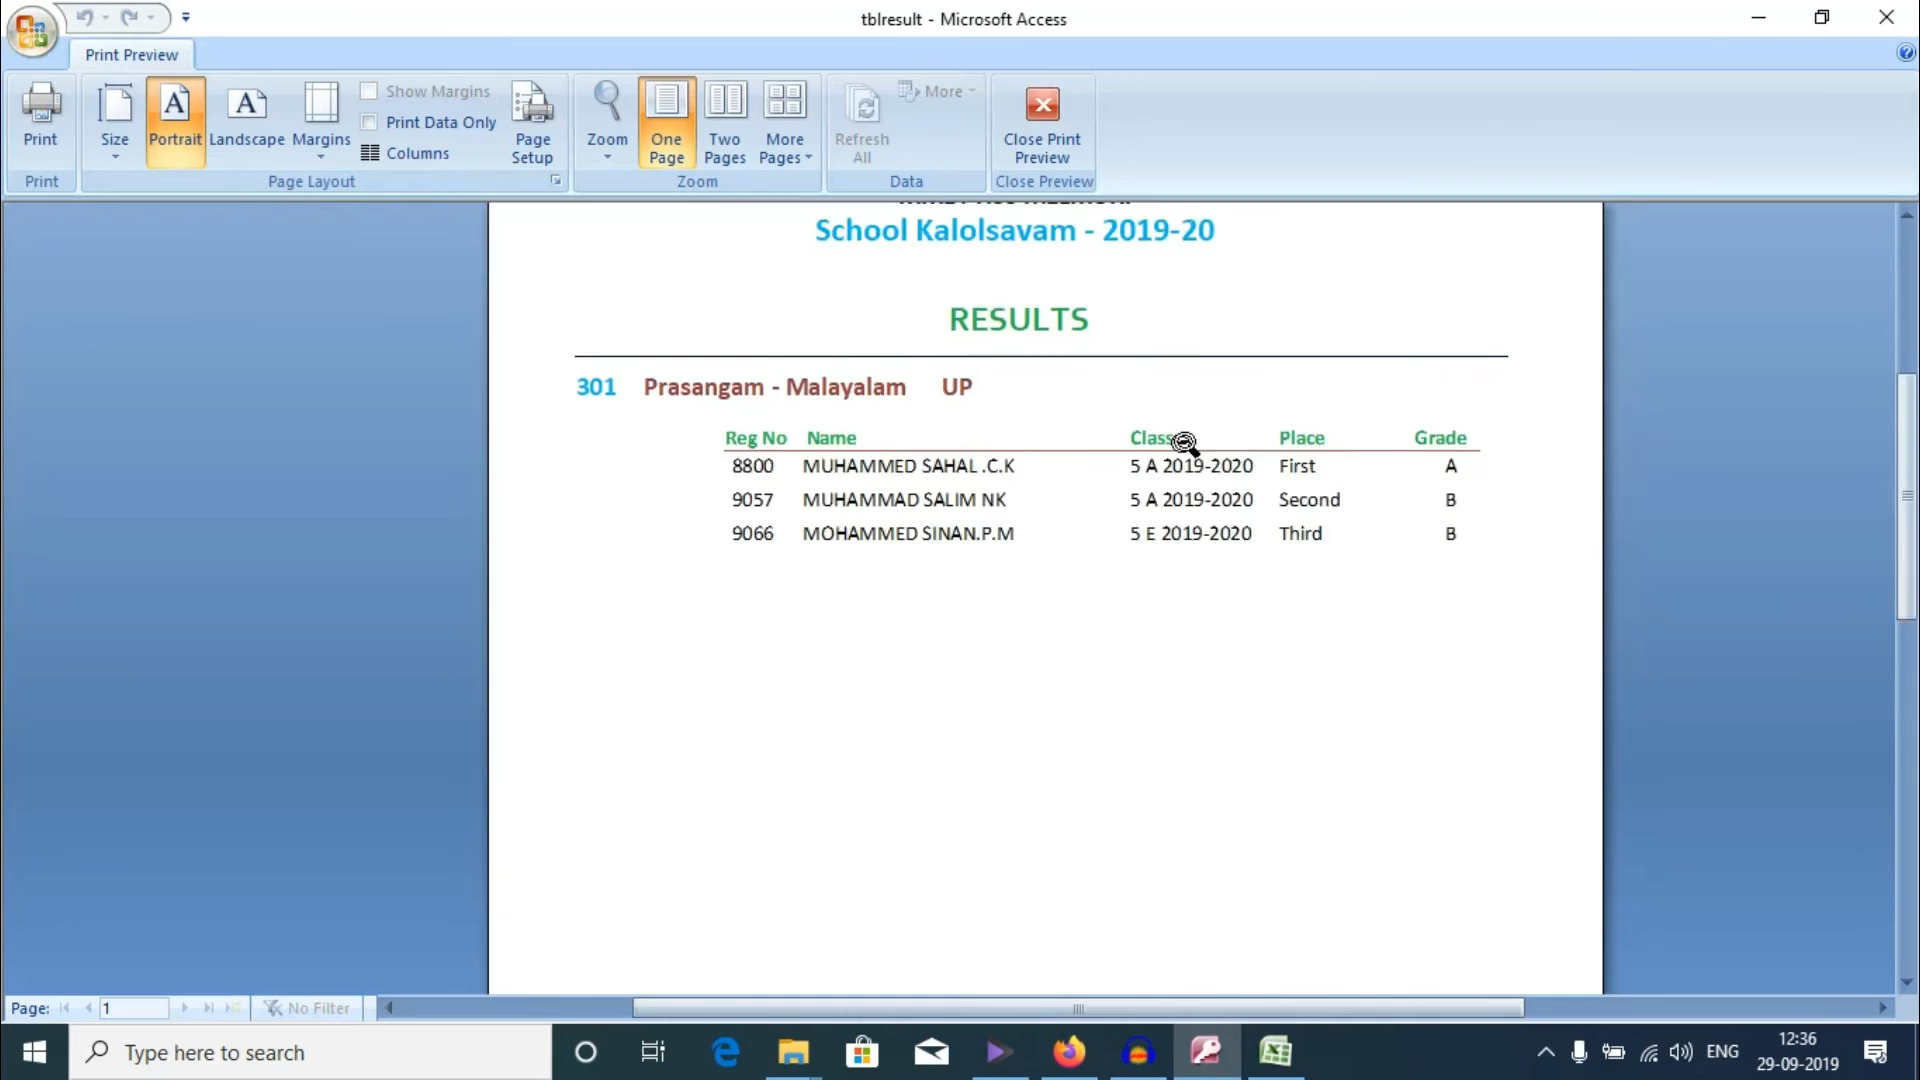 tblresult - Microsoft Access
Print Preview
Print
Size
Portrait
Landscape
Margins
Show Margins
Print Data Only
Columns
Page Setup
Zoom
One Page
Two Pages
More Pages
Refresh All
More
Close Print Preview
Print
Page Layout
Zoom
Data
Close Preview
School Kalolsavam - 2019-20
RESULTS
301 Prasangam - Malayalam UP
Reg No Name Class Place Grade
8800 MUHAMMED SAHAL .C.K 5 A 2019-2020 First A
9057 MUHAMMAD SALIM NK 5 A 2019-2020 Second B
9066 MOHAMMED SINAN.P.M 5 E 2019-2020 Third B
Page: 1 No Filter
Type here to search
ENG
12:36
29-09-2019